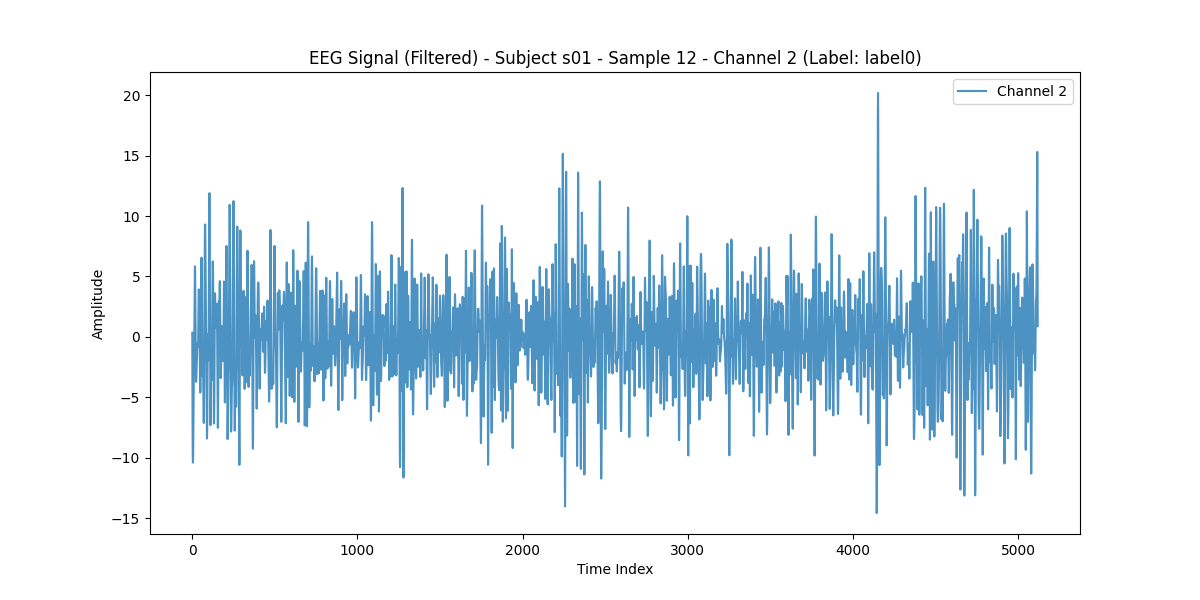 EEG Signal (Filtered) - Subject s01 - Sample 12 - Channel 2 (Label: label0)
Channel 2
20
15
10
5
0
−5
−10
−15
Amplitude
0 1000 2000 3000 4000 5000
Time Index